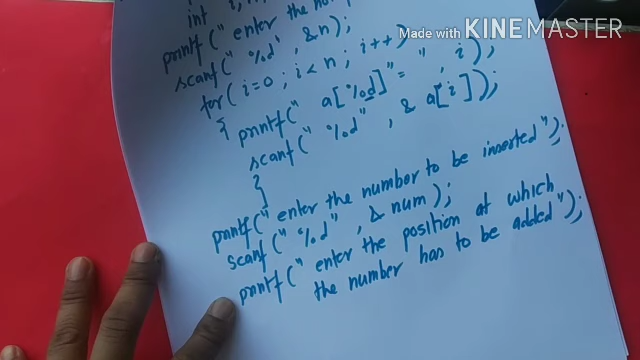 Made with KINEMASTER
int i,
printf(" enter the no.
scanf(" %d" , &n);
for( i=0 ; i<n ; i++)
{ printf(" a[%d]= " , i);
scanf(" %d" , & a[i]);
}
printf(" enter the number to be inserted");
scanf(" %d" , & num);
printf(" enter the position at which
the number has to be added");